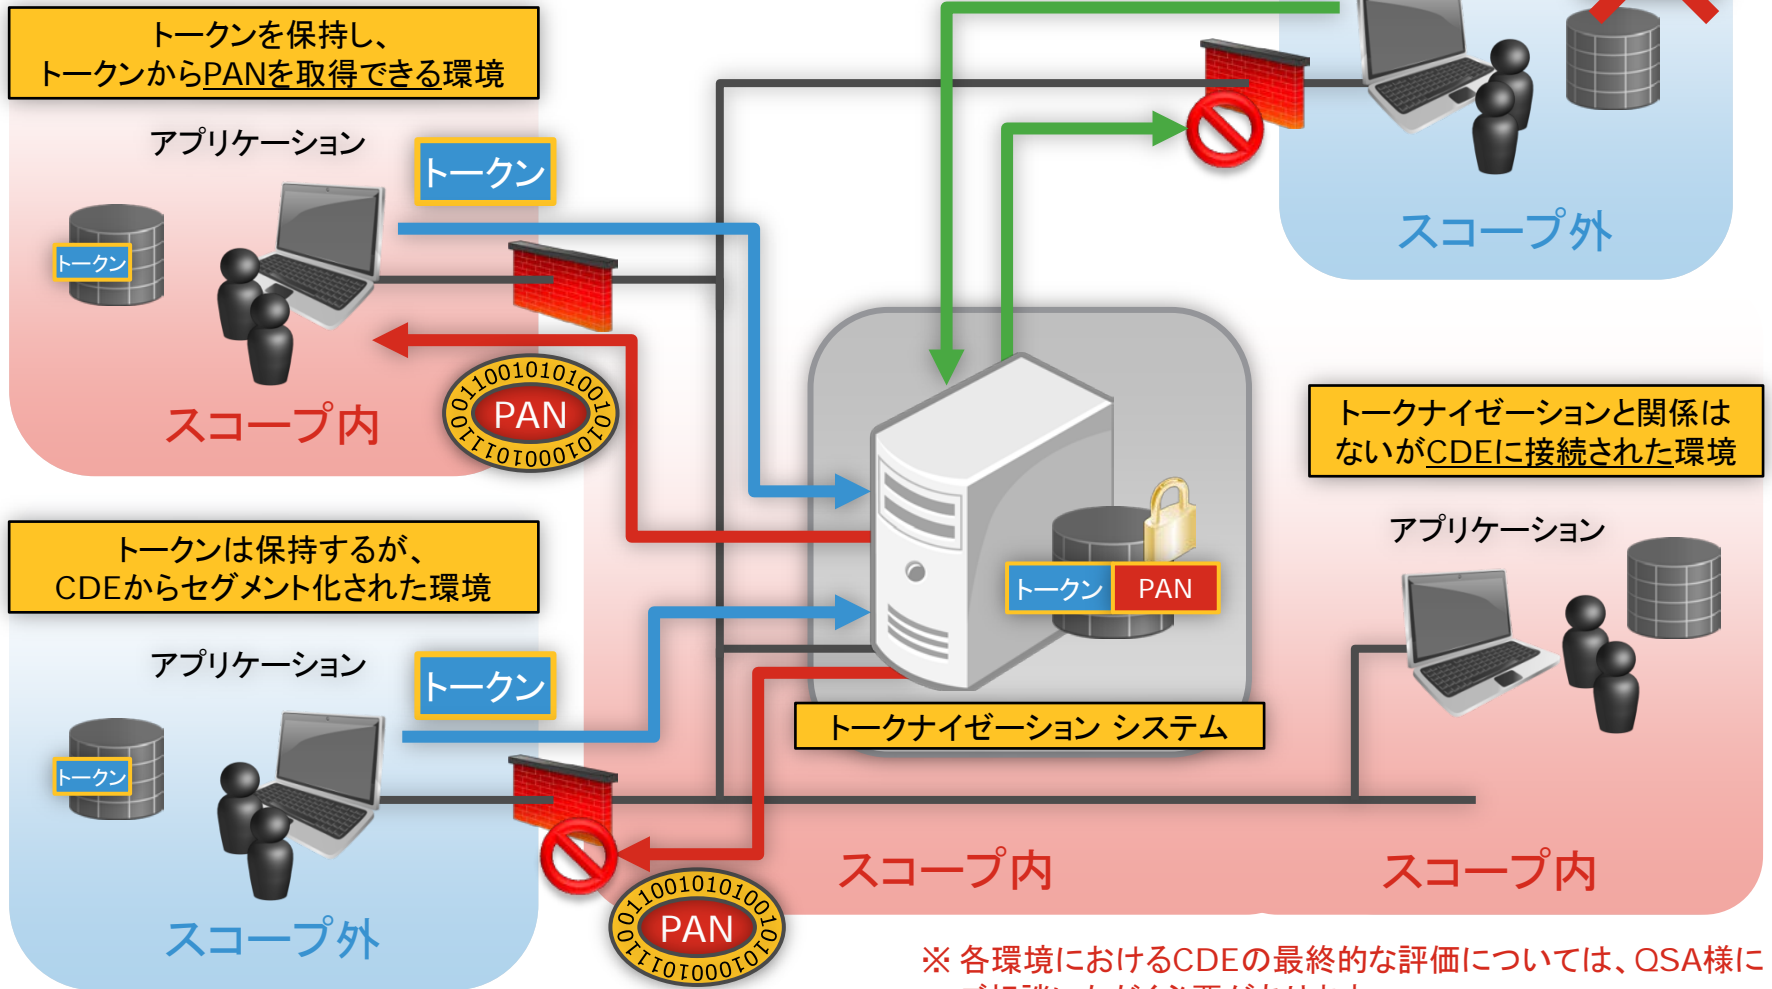 トークンを保持し、
トークンからPANを取得できる環境
アプリケーション
トークン
トークン
スコープ内
11001010100101010001011100
PAN
スコープ外
トークンは保持するが、
CDEからセグメント化された環境
アプリケーション
トークン
トークン
スコープ外
PAN
トークン
PAN
トークナイゼーション システム
スコープ内
トークナイゼーションと関係は
ないがCDEに接続された環境
アプリケーション
スコープ内
※ 各環境におけるCDEの最終的な評価については、QSA様に